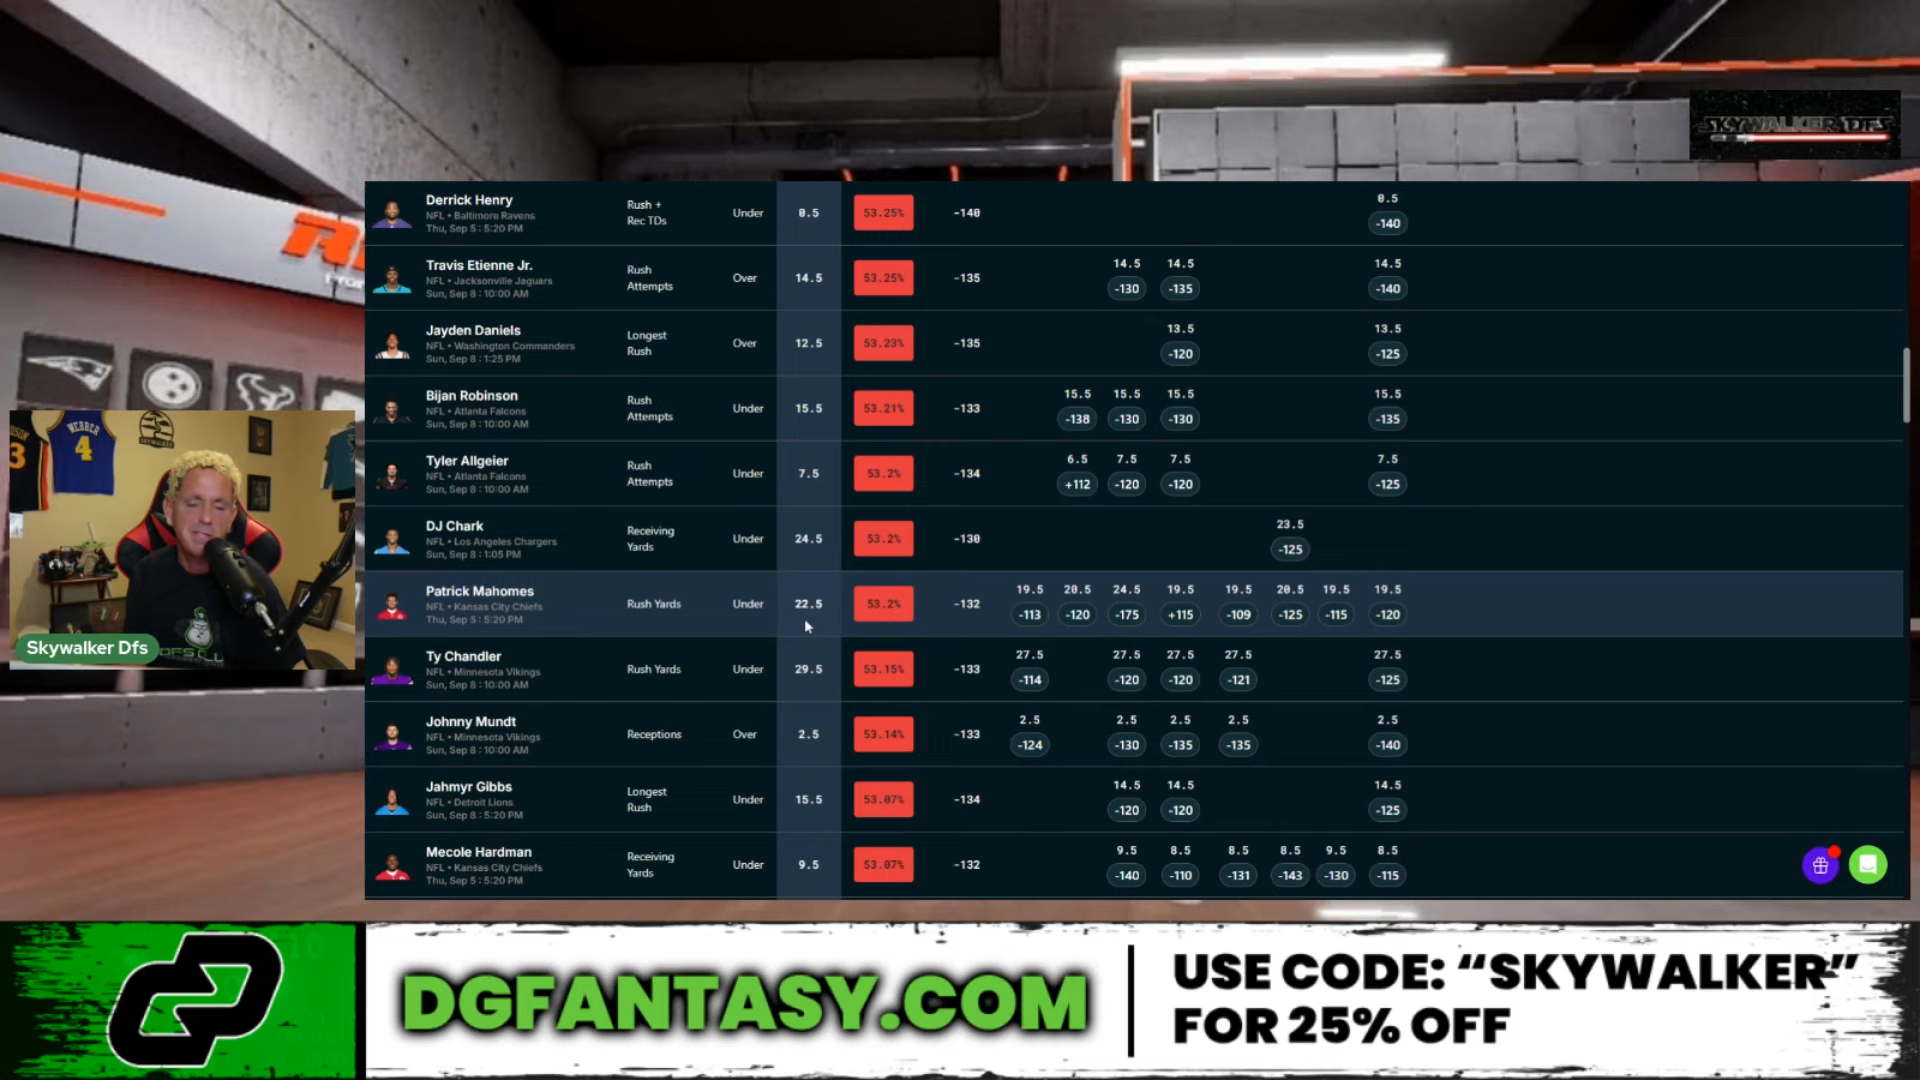 SKYWALKER DFS
Derrick Henry
NFL • Baltimore Ravens
Thu, Sep 5 : 5:20 PM
Rush +
Rec TDs
Under
0.5
53.25%
-140
0.5
-140
Travis Etienne Jr.
NFL • Jacksonville Jaguars
Sun, Sep 8 : 10:00 AM
Rush
Attempts
Over
14.5
53.25%
-135
14.5 14.5 14.5
-130 -135 -140
Jayden Daniels
NFL • Washington Commanders
Sun, Sep 8 : 1:25 PM
Longest
Rush
Over
12.5
53.23%
-135
13.5 13.5
-120 -125
Bijan Robinson
NFL • Atlanta Falcons
Sun, Sep 8 : 10:00 AM
Rush
Attempts
Under
15.5
53.21%
-133
15.5 15.5 15.5 15.5
-138 -130 -130 -135
Tyler Allgeier
NFL • Atlanta Falcons
Sun, Sep 8 : 10:00 AM
Rush
Attempts
Under
7.5
53.2%
-134
6.5 7.5 7.5 7.5
+112 -120 -120 -125
DJ Chark
NFL • Los Angeles Chargers
Sun, Sep 8 : 1:05 PM
Receiving
Yards
Under
24.5
53.2%
-130
23.5
-125
Patrick Mahomes
NFL • Kansas City Chiefs
Thu, Sep 5 : 5:20 PM
Rush Yards
Under
22.5
53.2%
-132
19.5 20.5 24.5 19.5 19.5 20.5 19.5 19.5
-113 -120 -175 +115 -109 -125 -115 -120
Ty Chandler
NFL • Minnesota Vikings
Sun, Sep 8 : 10:00 AM
Rush Yards
Under
29.5
53.15%
-133
27.5 27.5 27.5 27.5 27.5
-114 -120 -120 -121 -125
Johnny Mundt
NFL • Minnesota Vikings
Sun, Sep 8 : 10:00 AM
Receptions
Over
2.5
53.14%
-133
2.5 2.5 2.5 2.5 2.5
-124 -130 -135 -135 -140
Jahmyr Gibbs
NFL • Detroit Lions
Sun, Sep 8 : 5:20 PM
Longest
Rush
Under
15.5
53.07%
-134
14.5 14.5 14.5
-120 -120 -125
Mecole Hardman
NFL • Kansas City Chiefs
Thu, Sep 5 : 5:20 PM
Receiving
Yards
Under
9.5
53.07%
-132
9.5 8.5 8.5 8.5 9.5 8.5
-140 -110 -131 -143 -130 -115
WEBBER
4
3
Skywalker Dfs
DGFANTASY.COM
USE CODE: “SKYWALKER”
FOR 25% OFF